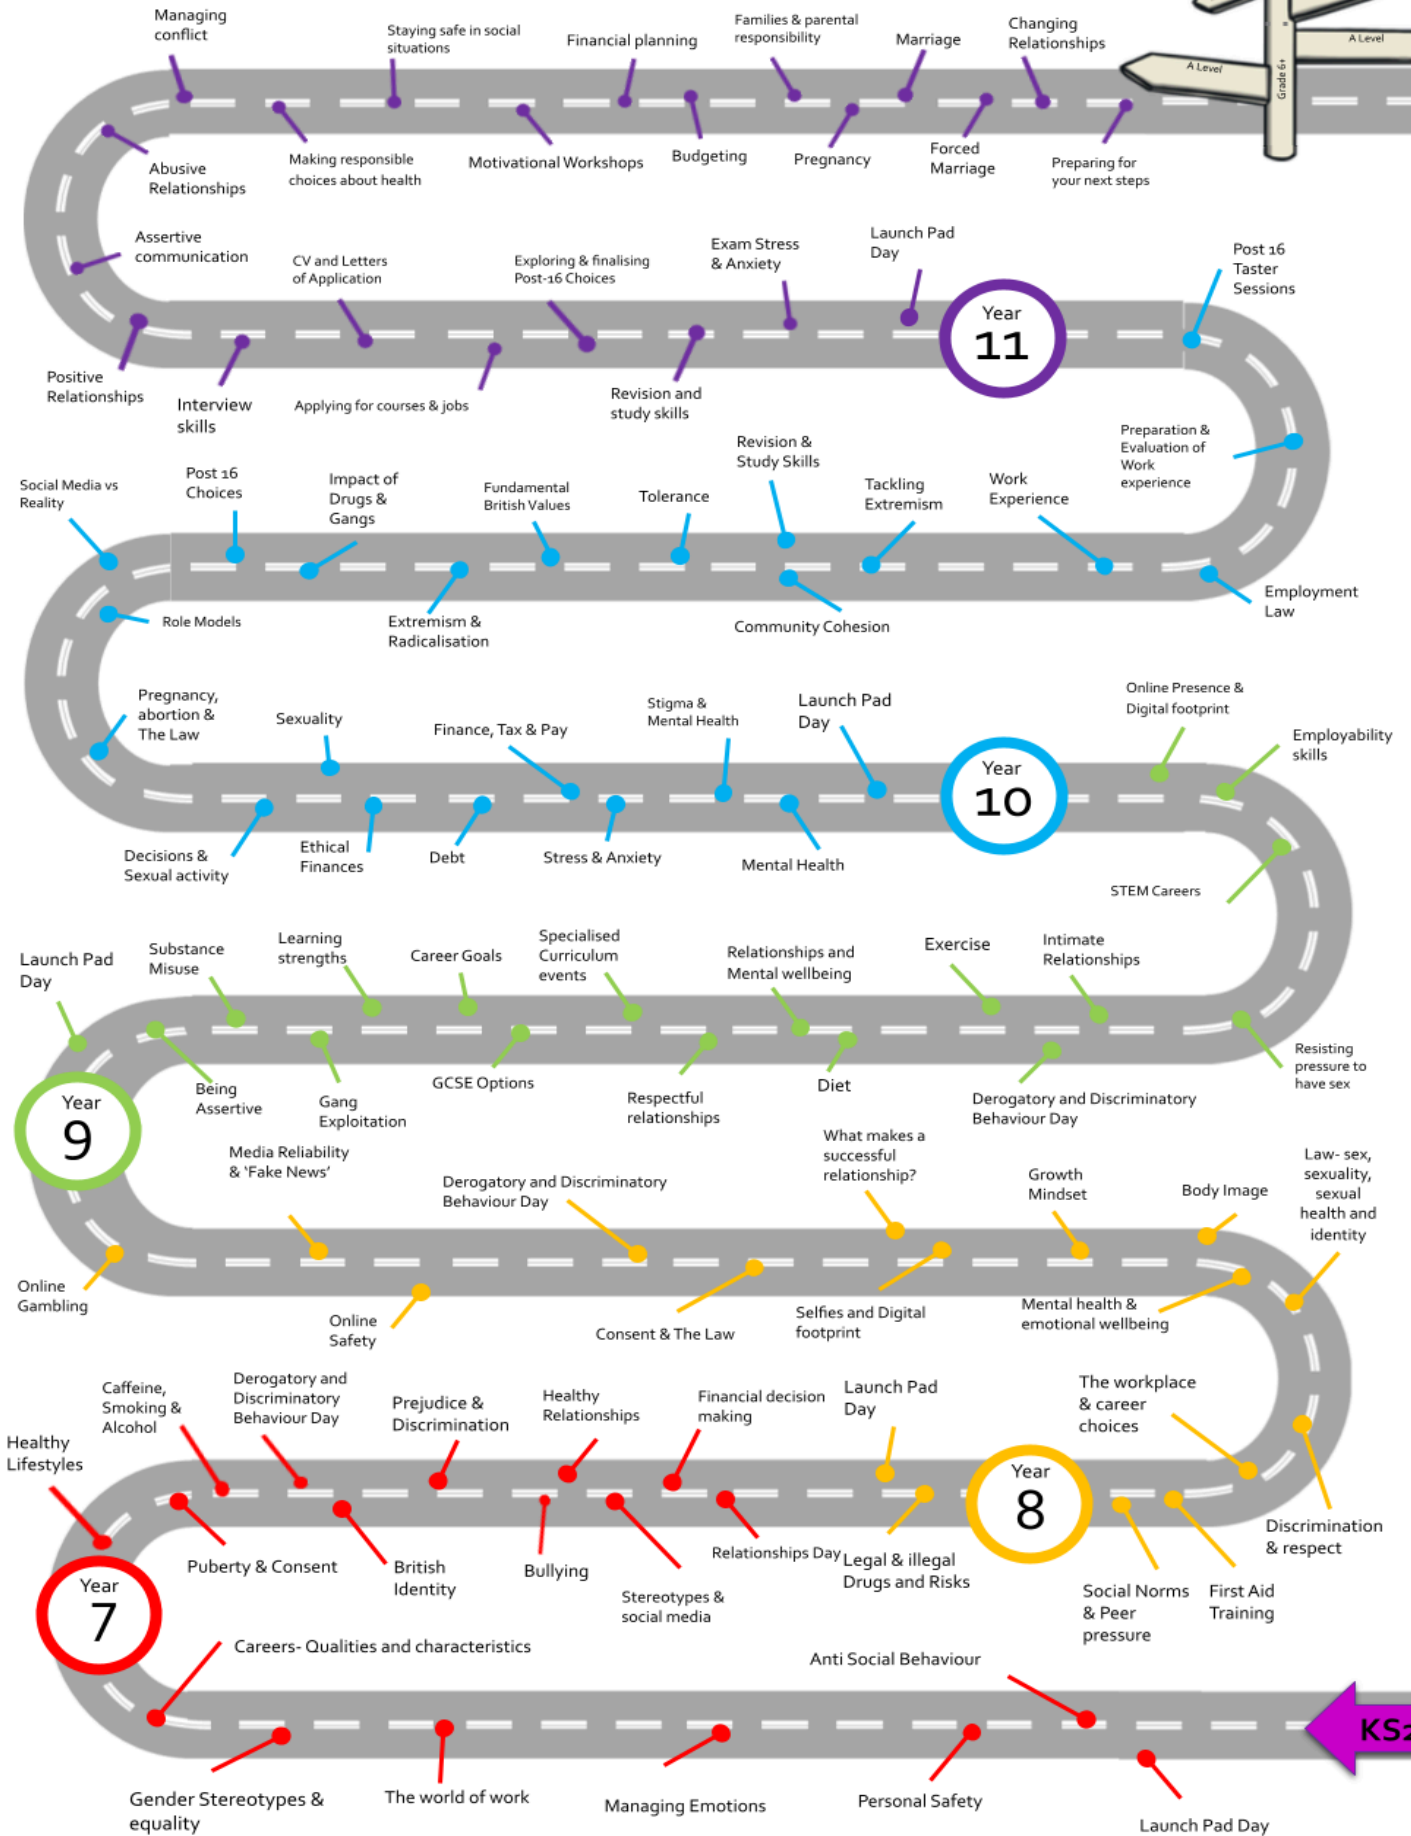 Managing
conflict
Staying safe in social
situations
Financial planning
Families & parental
responsibility
Marriage
Changing
Relationships
A Level
A Level
Grade 6+
Abusive
Relationships
Making responsible
choices about health
Motivational Workshops
Budgeting
Pregnancy
Forced
Marriage
Preparing for
your next steps
Assertive
communication
CV and Letters
of Application
Exploring & finalising
Post-16 Choices
Exam Stress
& Anxiety
Launch Pad
Day
Year
11
Post 16
Taster
Sessions
Positive
Relationships
Interview
skills
Applying for courses & jobs
Revision and
study skills
Preparation &
Evaluation of
Work
experience
Social Media vs
Reality
Post 16
Choices
Impact of
Drugs &
Gangs
Fundamental
British Values
Tolerance
Revision &
Study Skills
Tackling
Extremism
Work
Experience
Role Models
Extremism &
Radicalisation
Community Cohesion
Employment
Law
Pregnancy,
abortion &
The Law
Sexuality
Finance, Tax & Pay
Stigma &
Mental Health
Launch Pad
Day
Year
10
Online Presence &
Digital footprint
Employability
skills
Decisions &
Sexual activity
Ethical
Finances
Debt
Stress & Anxiety
Mental Health
STEM Careers
Launch Pad
Day
Substance
Misuse
Learning
strengths
Career Goals
Specialised
Curriculum
events
Relationships and
Mental wellbeing
Exercise
Intimate
Relationships
Year
9
Being
Assertive
Gang
Exploitation
GCSE Options
Respectful
relationships
Diet
Derogatory and Discriminatory
Behaviour Day
Resisting
pressure to
have sex
Media Reliability
& 'Fake News'
Derogatory and Discriminatory
Behaviour Day
What makes a
successful
relationship?
Growth
Mindset
Body Image
Law- sex,
sexuality,
sexual
health and
identity
Online
Gambling
Online
Safety
Consent & The Law
Selfies and Digital
footprint
Mental health &
emotional wellbeing
Healthy
Lifestyles
Caffeine,
Smoking &
Alcohol
Derogatory and
Discriminatory
Behaviour Day
Prejudice &
Discrimination
Healthy
Relationships
Financial decision
making
Launch Pad
Day
Year
8
The workplace
& career
choices
Puberty & Consent
British
Identity
Bullying
Stereotypes &
social media
Relationships Day
Legal & illegal
Drugs and Risks
Social Norms
& Peer
pressure
First Aid
Training
Discrimination
& respect
Year
7
Careers- Qualities and characteristics
Anti Social Behaviour
KS2
Gender Stereotypes &
equality
The world of work
Managing Emotions
Personal Safety
Launch Pad Day